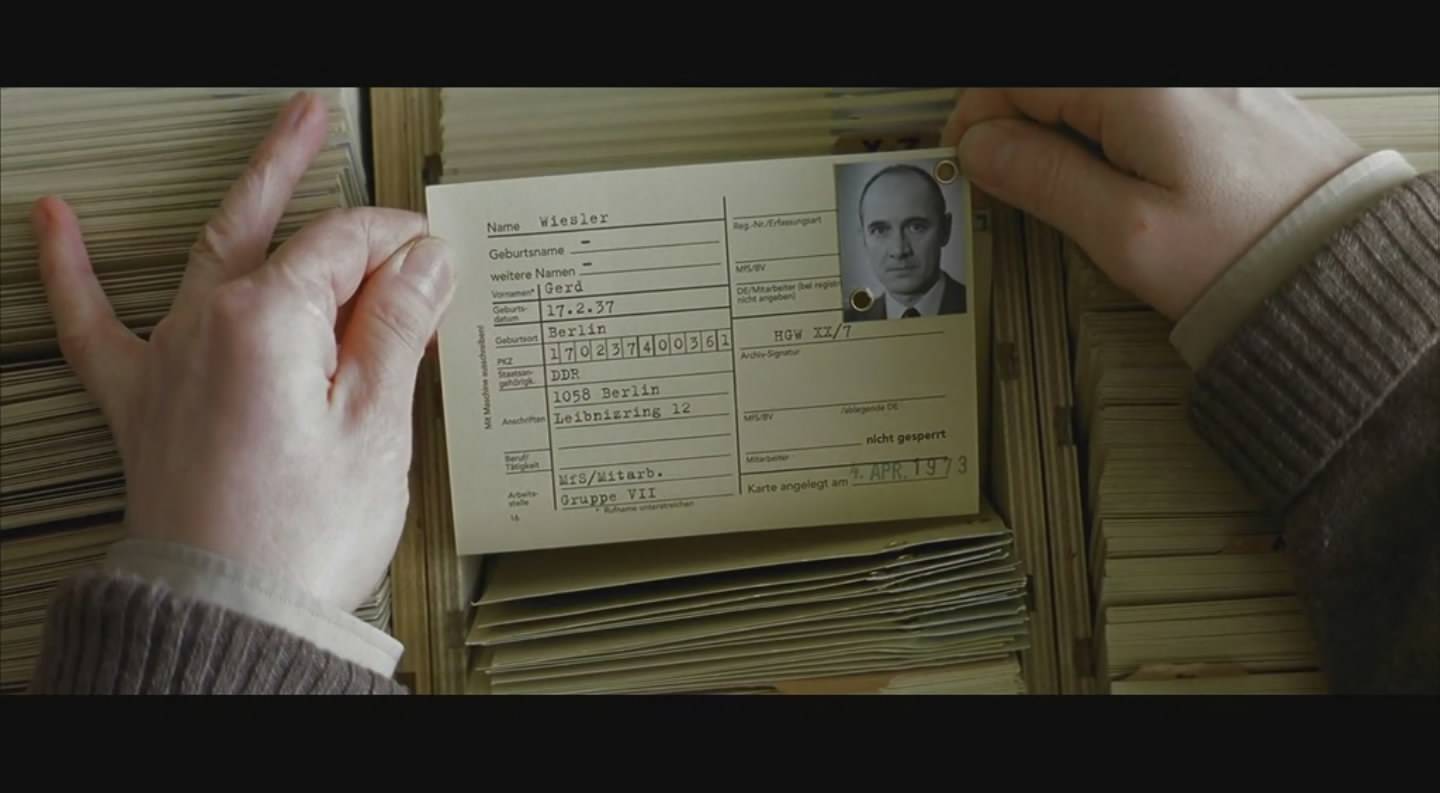 Name Wiesler
Geburtsname -
weitere Namen -
Vornamen* Gerd
Geburts-
datum 17.2.37
Geburtsort Berlin
PKZ 170237400361
Staatsan-
gehörigk. DDR
Anschriften 1058 Berlin
Leibnizring 12
Beruf/
Tätigkeit
MfS/Mitarb.
Arbeits-
stelle Gruppe VII
* Rufname unterstreichen
16
Mit Maschine ausschreiben!
Reg.-Nr./Erfassungsart
MfS/BV
DE/Mitarbeiter (bei registr
nicht angeben)
HGW XX/7
Archiv-Signatur
MfS/BV /ablegende DE
nicht gesperrt
Mitarbeiter
Karte angelegt am APR. 1973